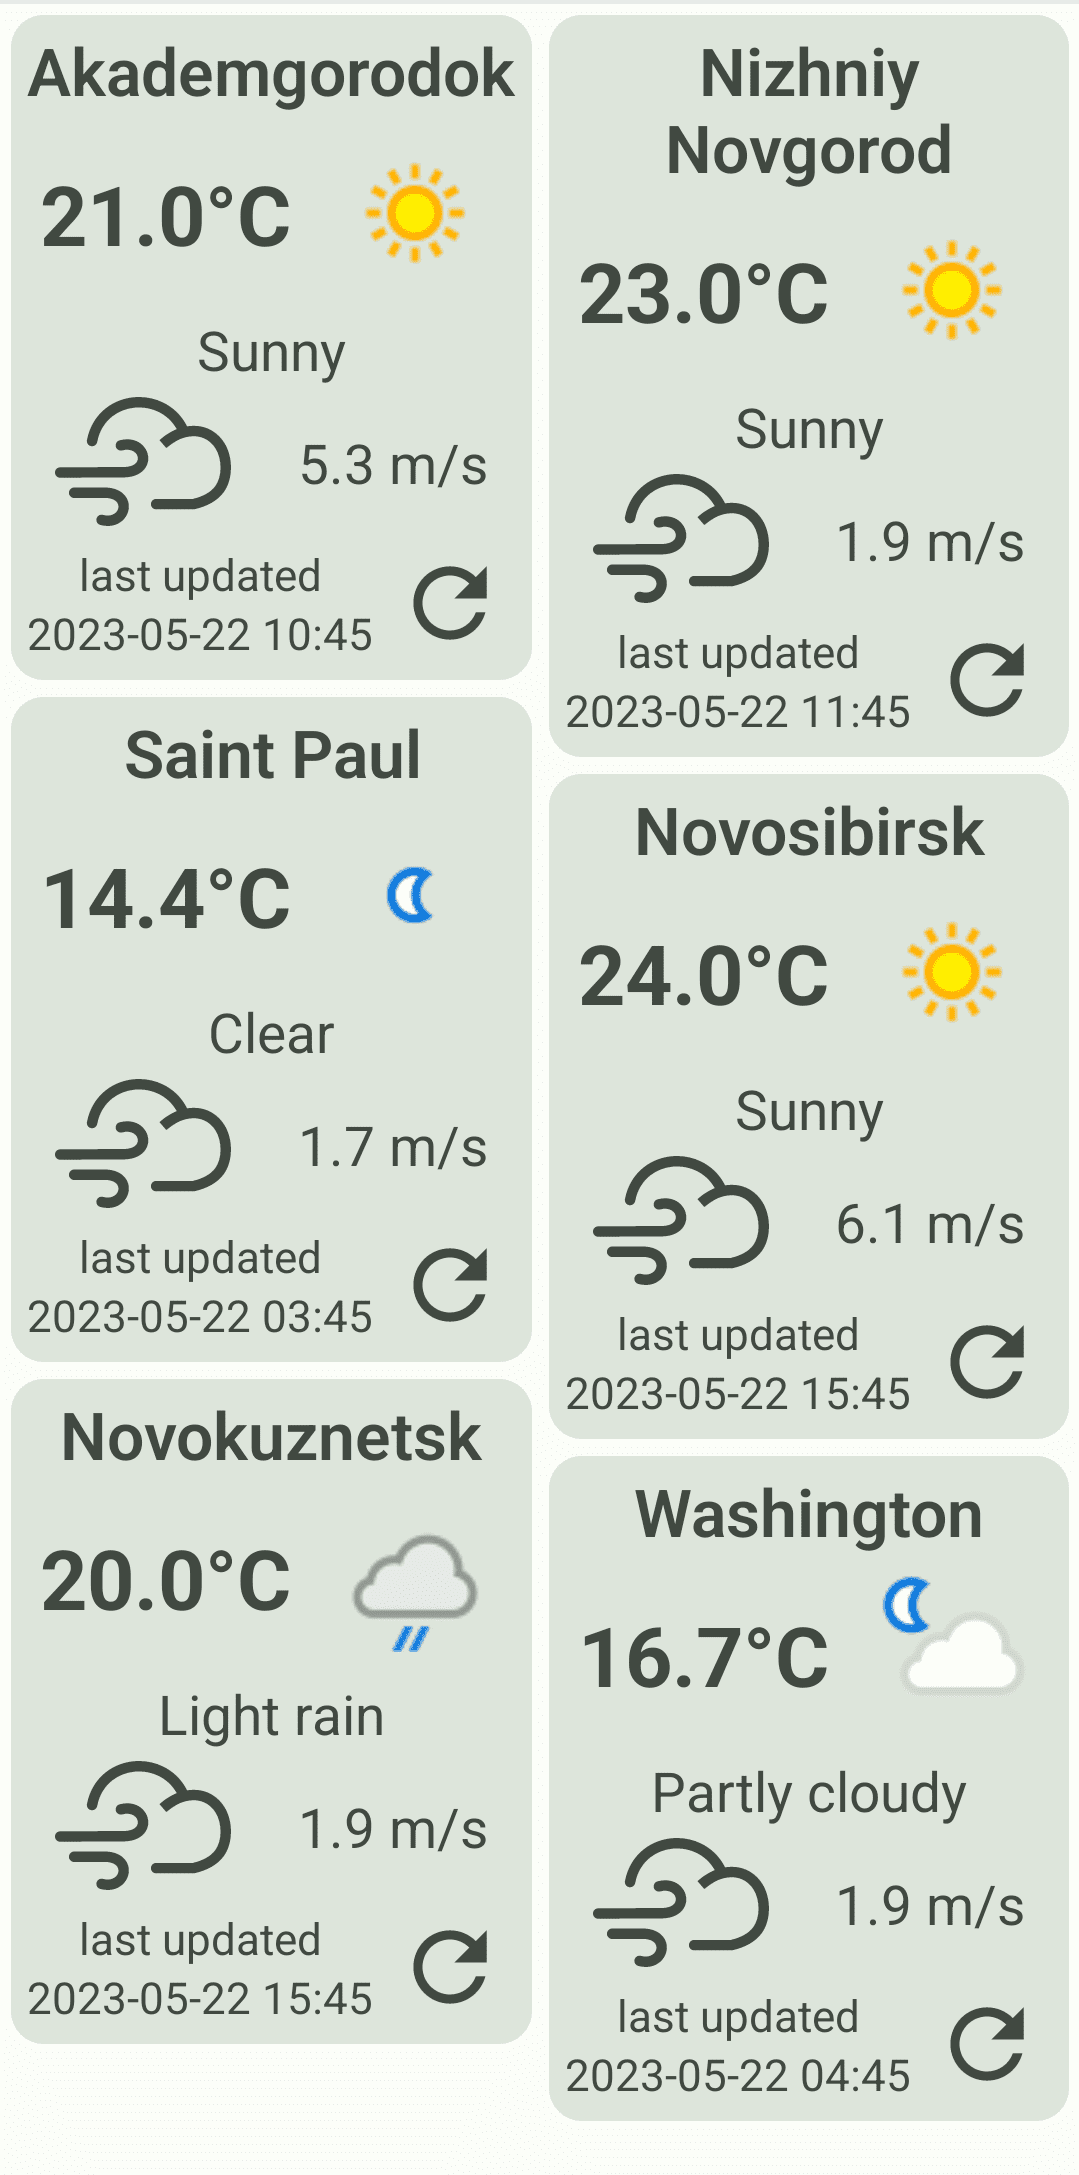 Akademgorodok
21.0°C
Sunny
5.3 m/s
last updated
2023-05-22 10:45
Nizhniy
Novgorod
23.0°C
Sunny
1.9 m/s
last updated
2023-05-22 11:45
Saint Paul
14.4°C
Clear
1.7 m/s
last updated
2023-05-22 03:45
Novosibirsk
24.0°C
Sunny
6.1 m/s
last updated
2023-05-22 15:45
Novokuznetsk
20.0°C
Light rain
1.9 m/s
last updated
2023-05-22 15:45
Washington
16.7°C
Partly cloudy
1.9 m/s
last updated
2023-05-22 04:45